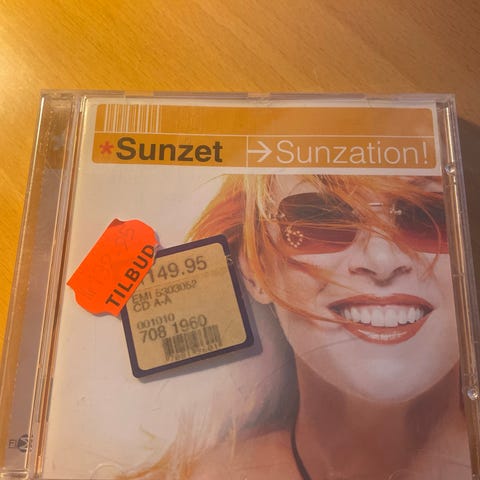 *Sunzet →Sunzation!
TILBUD
149.95
EMI 5303052
CD A-A
001010
708 1960